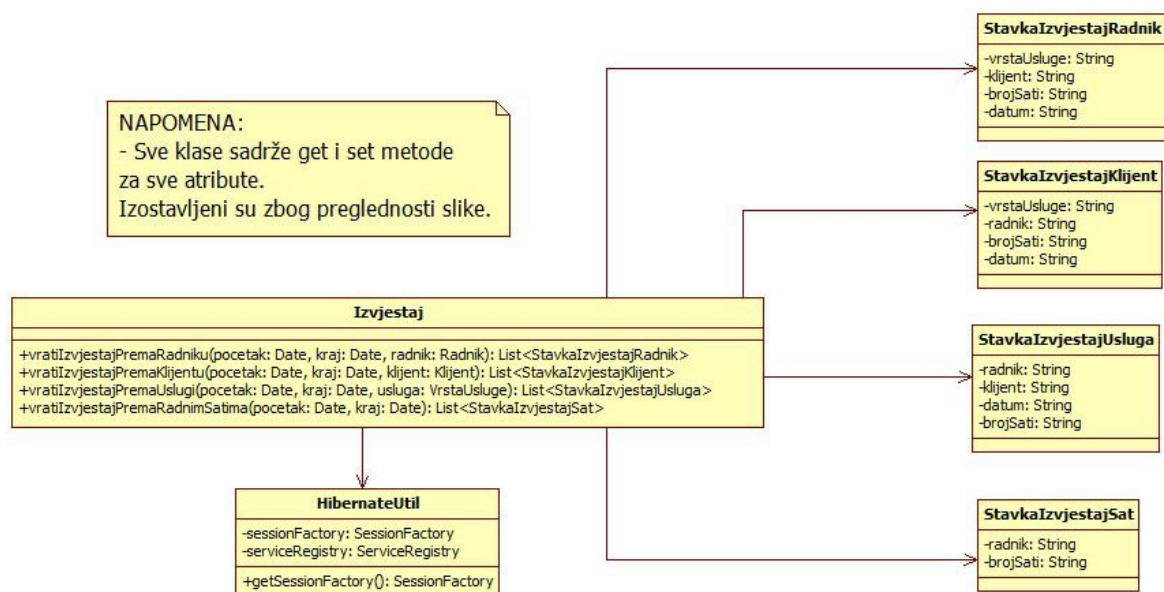 NAPOMENA:
- Sve klase sadrže get i set metode
za sve atribute.
Izostavljeni su zbog preglednosti slike.
StavkaIzvjestajRadnik
-vrstaUsluge: String
-klijent: String
-brojSati: String
-datum: String
StavkaIzvjestajKlijent
-vrstaUsluge: String
-radnik: String
-brojSati: String
-datum: String
Izvjestaj
+vratiIzvjestajPremaRadniku(pocetak: Date, kraj: Date, radnik: Radnik): List<StavkaIzvjestajRadnik>
+vratiIzvjestajPremaKlijentu(pocetak: Date, kraj: Date, klijent: Klijent): List<StavkaIzvjestajKlijent>
+vratiIzvjestajPremaUslugi(pocetak: Date, kraj: Date, usluga: VrstaUsluge): List<StavkaIzvjestajUsluga>
+vratiIzvjestajPremaRadnimSatima(pocetak: Date, kraj: Date): List<StavkaIzvjestajSat>
StavkaIzvjestajUsluga
-radnik: String
-klijent: String
-datum: String
-brojSati: String
HibernateUtil
-sessionFactory: SessionFactory
-serviceRegistry: ServiceRegistry
+getSessionFactory(): SessionFactory
StavkaIzvjestajSat
-radnik: String
-brojSati: String